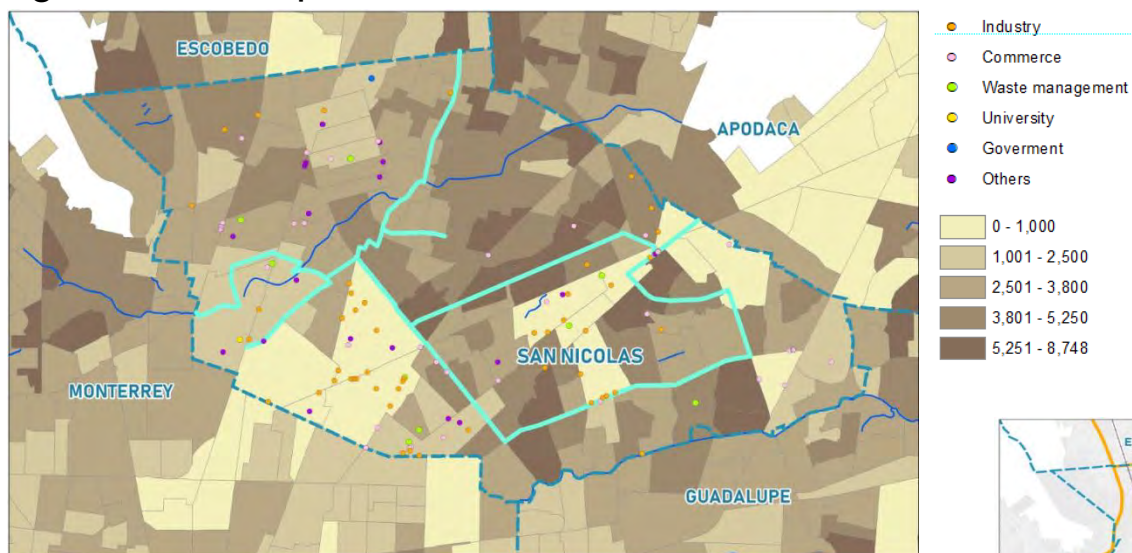 ESCOBEDO
APODACA
SAN NICOLAS
MONTERREY
GUADALUPE
Industry
Commerce
Waste management
University
Goverment
Others
0 - 1,000
1,001 - 2,500
2,501 - 3,800
3,801 - 5,250
5,251 - 8,748
E